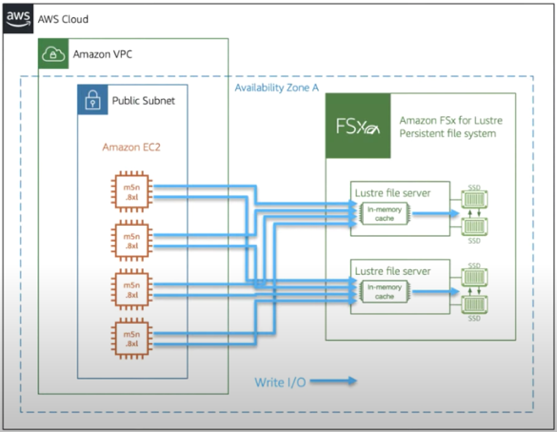 aws
AWS Cloud
Amazon VPC
Availability Zone A
Public Subnet
Amazon EC2
m5n
.8xl
m5n
.8xl
m5n
.8xl
m5n
.8xl
FSx
Amazon FSx for Lustre
Persistent file system
Lustre file server
in-memory
cache
SSD
SSD
Lustre file server
in-memory
cache
SSD
SSD
Write I/O